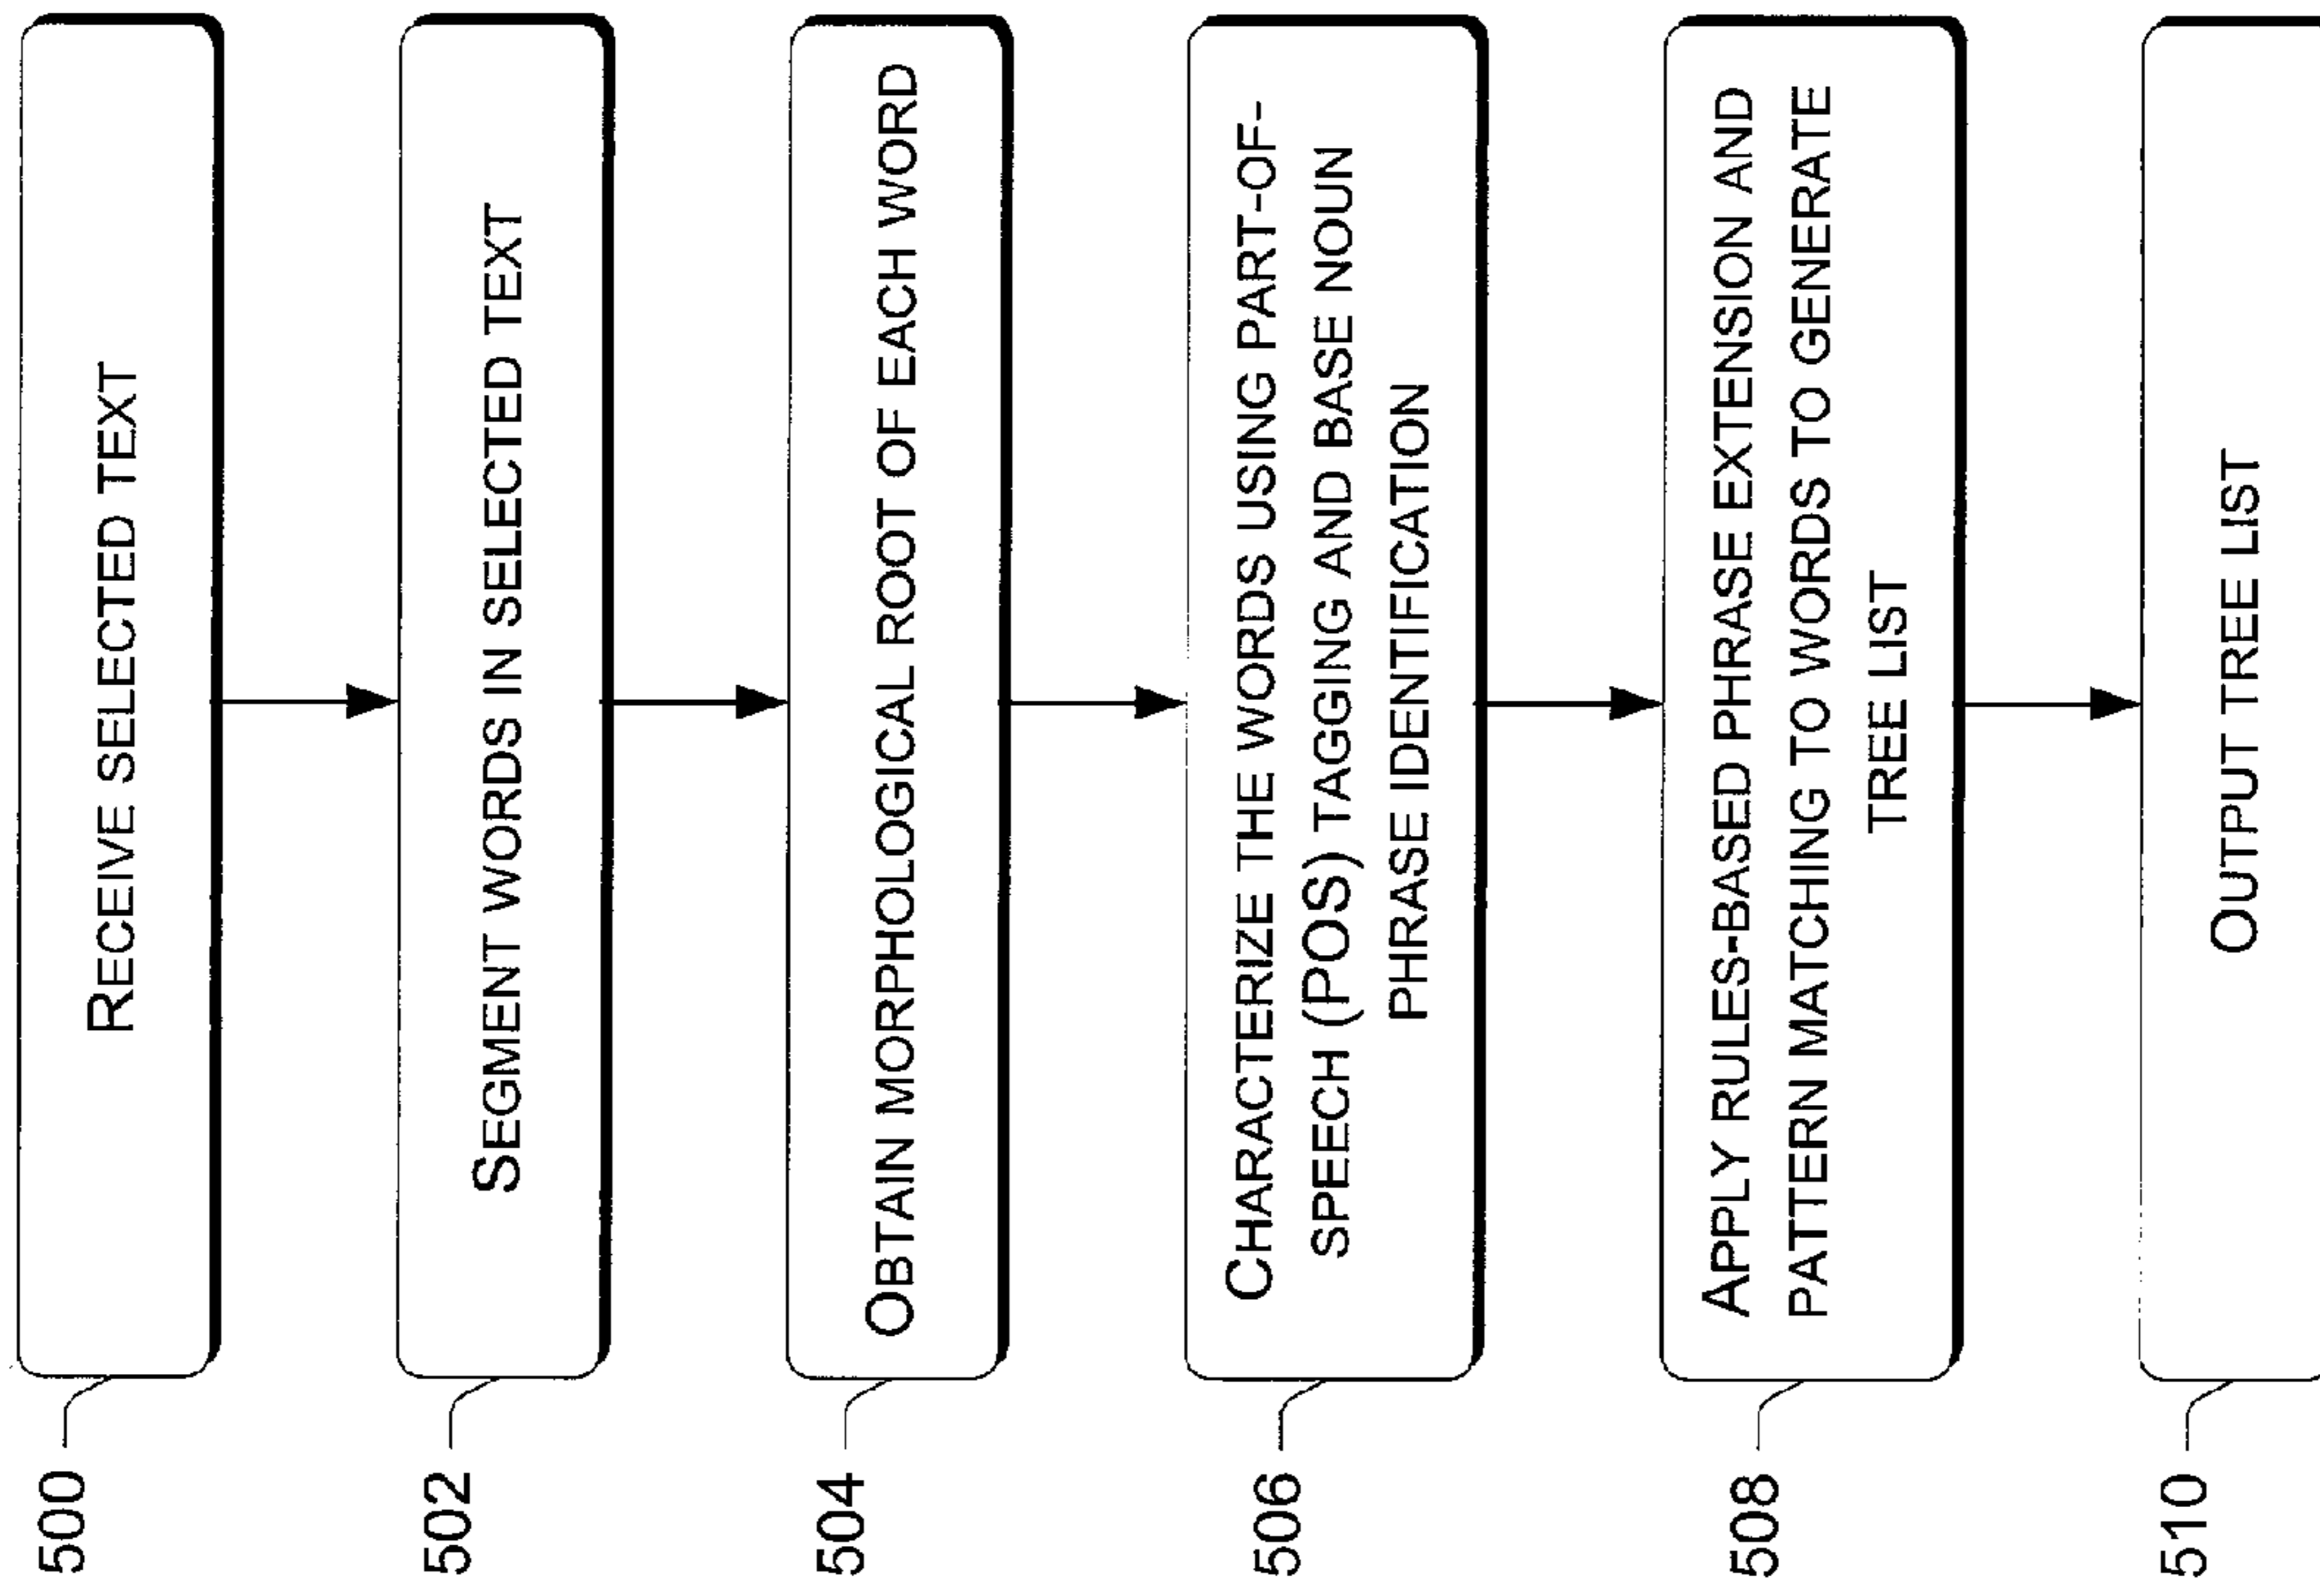 500
RECEIVE SELECTED TEXT
502
SEGMENT WORDS IN SELECTED TEXT
504
OBTAIN MORPHOLOGICAL ROOT OF EACH WORD
506
CHARACTERIZE THE WORDS USING PART-OF-
SPEECH (POS) TAGGING AND BASE NOUN
PHRASE IDENTIFICATION
508
APPLY RULES-BASED PHRASE EXTENSION AND
PATTERN MATCHING TO WORDS TO GENERATE
TREE LIST
510
OUTPUT TREE LIST